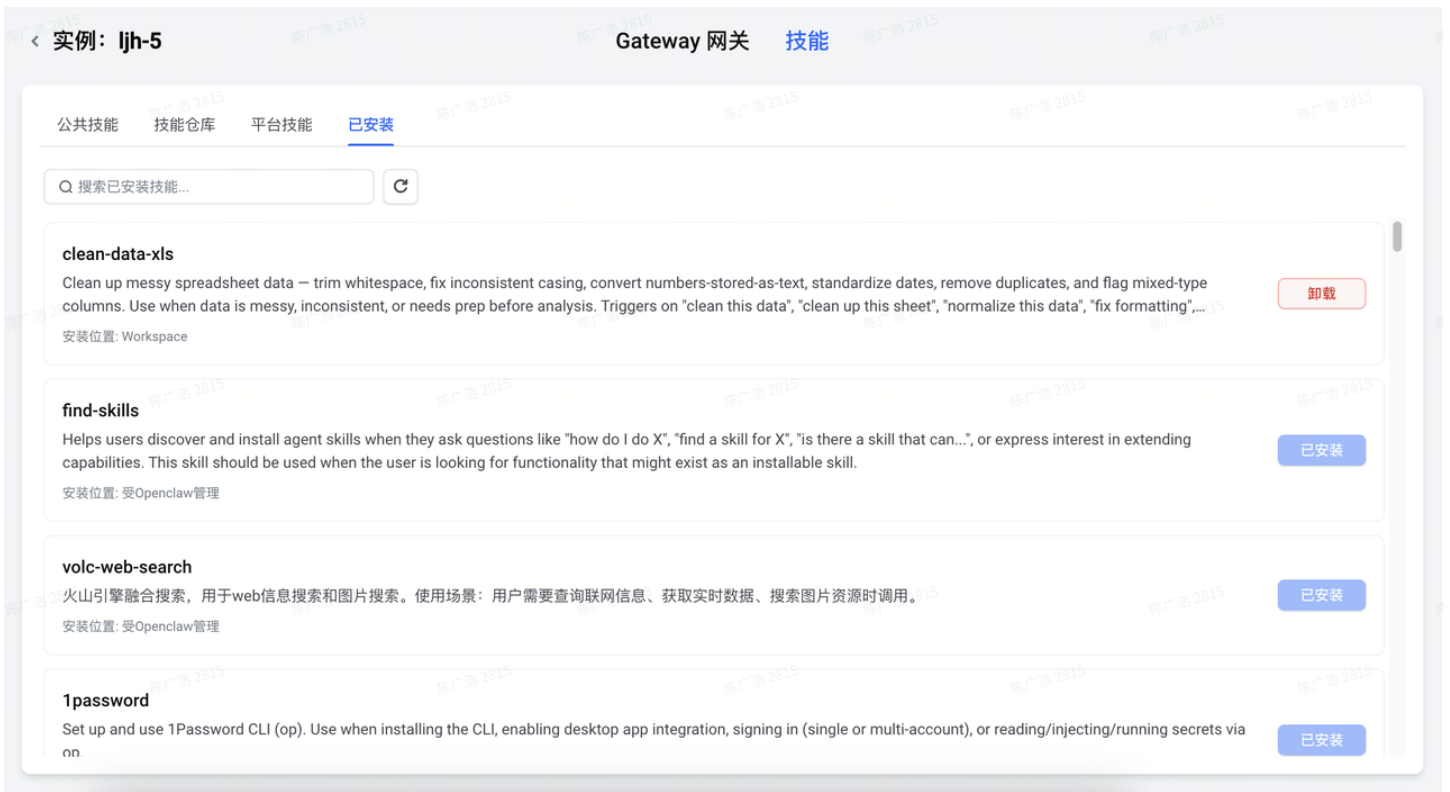 实例：ljh-5
Gateway 网关 技能
公共技能 技能仓库 平台技能 已安装
搜索已安装技能...
clean-data-xls
Clean up messy spreadsheet data — trim whitespace, fix inconsistent casing, convert numbers-stored-as-text, standardize dates, remove duplicates, and flag mixed-type
columns. Use when data is messy, inconsistent, or needs prep before analysis. Triggers on "clean this data", "clean up this sheet", "normalize this data", "fix formatting",...
安装位置: Workspace
卸载
find-skills
Helps users discover and install agent skills when they ask questions like "how do I do X", "find a skill for X", "is there a skill that can...", or express interest in extending
capabilities. This skill should be used when the user is looking for functionality that might exist as an installable skill.
安装位置: 受Openclaw管理
已安装
volc-web-search
火山引擎融合搜索，用于web信息搜索和图片搜索。使用场景：用户需要查询联网信息、获取实时数据、搜索图片资源时调用。
安装位置: 受Openclaw管理
已安装
1password
Set up and use 1Password CLI (op). Use when installing the CLI, enabling desktop app integration, signing in (single or multi-account), or reading/injecting/running secrets via
op.
已安装
陈广浩 2815